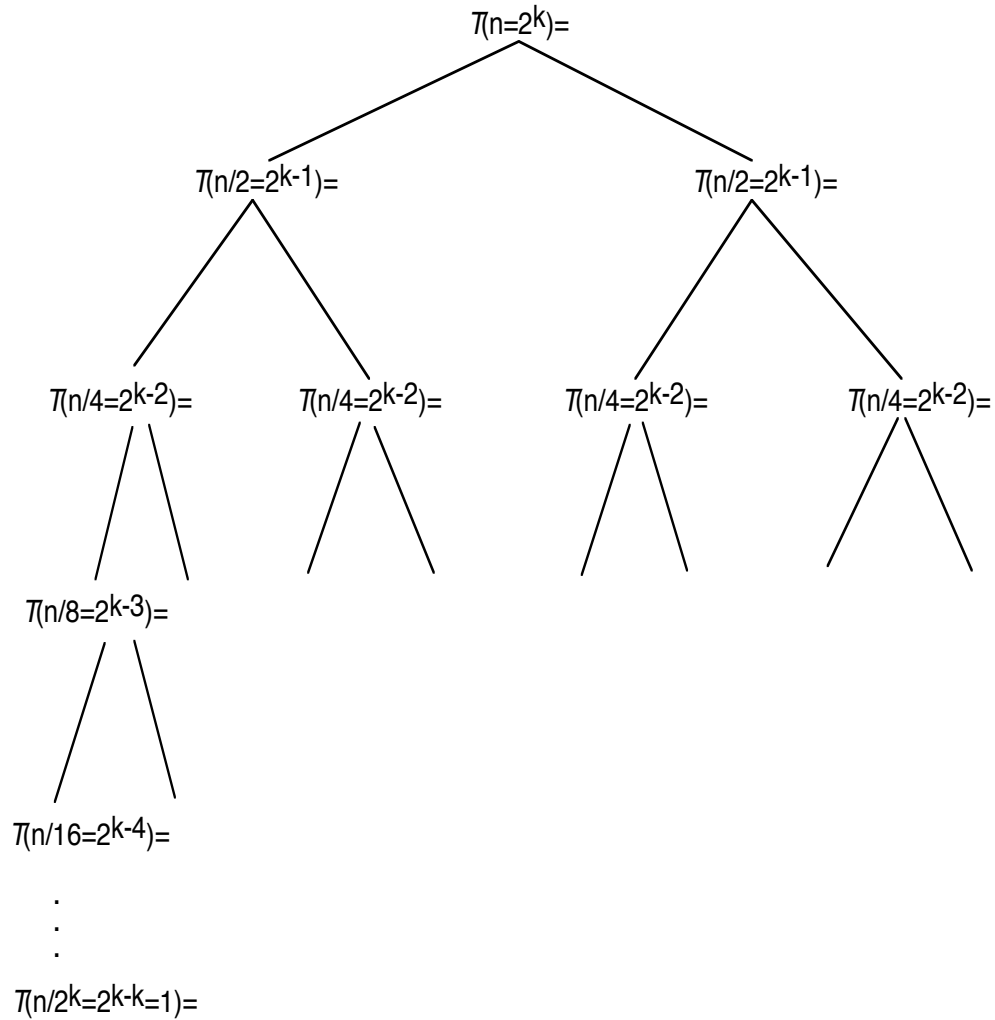 T(n=2^k)=
T(n/2=2^k-1)= T(n/2=2^k-1)=
T(n/4=2^k-2)= T(n/4=2^k-2)= T(n/4=2^k-2)= T(n/4=2^k-2)=
T(n/8=2^k-3)=
T(n/16=2^k-4)=
.
.
.
T(n/2^k=2^k-k=1)=